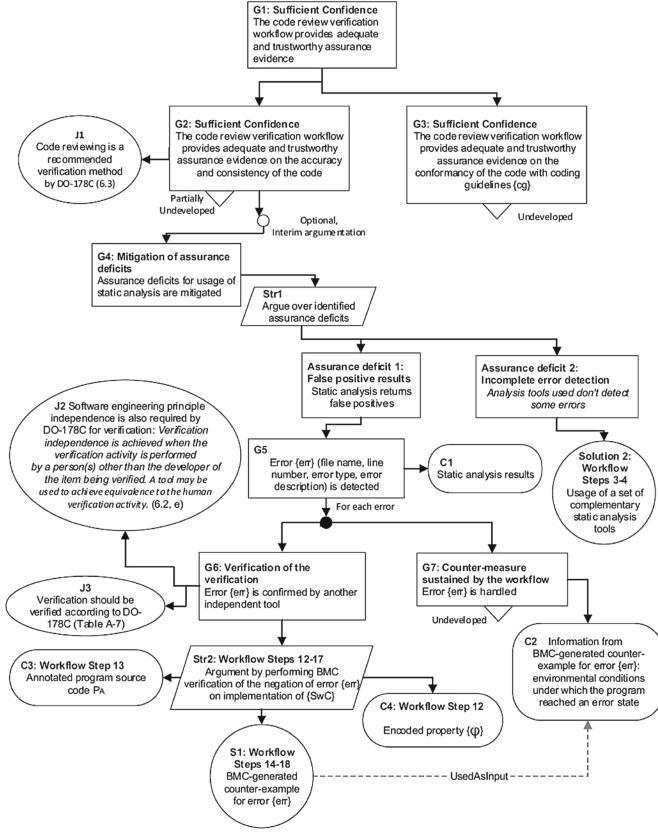 G1: Sufficient Confidence
The code review verification
workflow provides adequate
and trustworthy assurance
evidence
J1
Code reviewing is a
recommended
verification method
by DO-178C (6.3)
G2: Sufficient Confidence
The code review verification workflow
provides adequate and trustworthy
assurance evidence on the accuracy
and consistency of the code
G3: Sufficient Confidence
The code review verification workflow
provides adequate and trustworthy
assurance evidence on the
conformancy of the code with coding
guidelines {cg}
Partially
Undeveloped
Undeveloped
Optional,
Interim argumentation
G4: Mitigation of assurance
deficits
Assurance deficits for usage of
static analysis are mitigated
Str1
Argue over identified
assurance deficits
Assurance deficit 1:
False positive results
Static analysis returns
false positives
Assurance deficit 2:
Incomplete error detection
Analysis tools used don't detect
some errors
J2 Software engineering principle
independence is also required by
DO-178C for verification: Verification
independence is achieved when the
verification activity is performed
by a person(s) other than the developer of
the item being verified. A tool may
be used to achieve equivalence to the human
verification activity. (6.2, e)
G5
Error {err} (file name, line
number, error type, error
description) is detected
C1
Static analysis results
Solution 2:
Workflow
Steps 3-4
Usage of a set of
complementary
static analysis
tools
For each error
G6: Verification of the
verification
Error {err} is confirmed by another
independent tool
G7: Counter-measure
sustained by the workflow
Error {err} is handled
Undeveloped
J3
Verification should be
verified according to DO-
178C (Table A-7)
C2 Information from
BMC-generated counter-
example for error {err}:
environmental conditions
under which the program
reached an error state
C3: Workflow Step 13
Annotated program source
code PA
Str2: Workflow Steps 12-17
Argument by performing BMC
verification of the negation of error {err}
on implementation of {SwC}
C4: Workflow Step 12
Encoded property {φ}
S1: Workflow
Steps 14-18
BMC-generated
counter-example
for error {err}
UsedAsInput